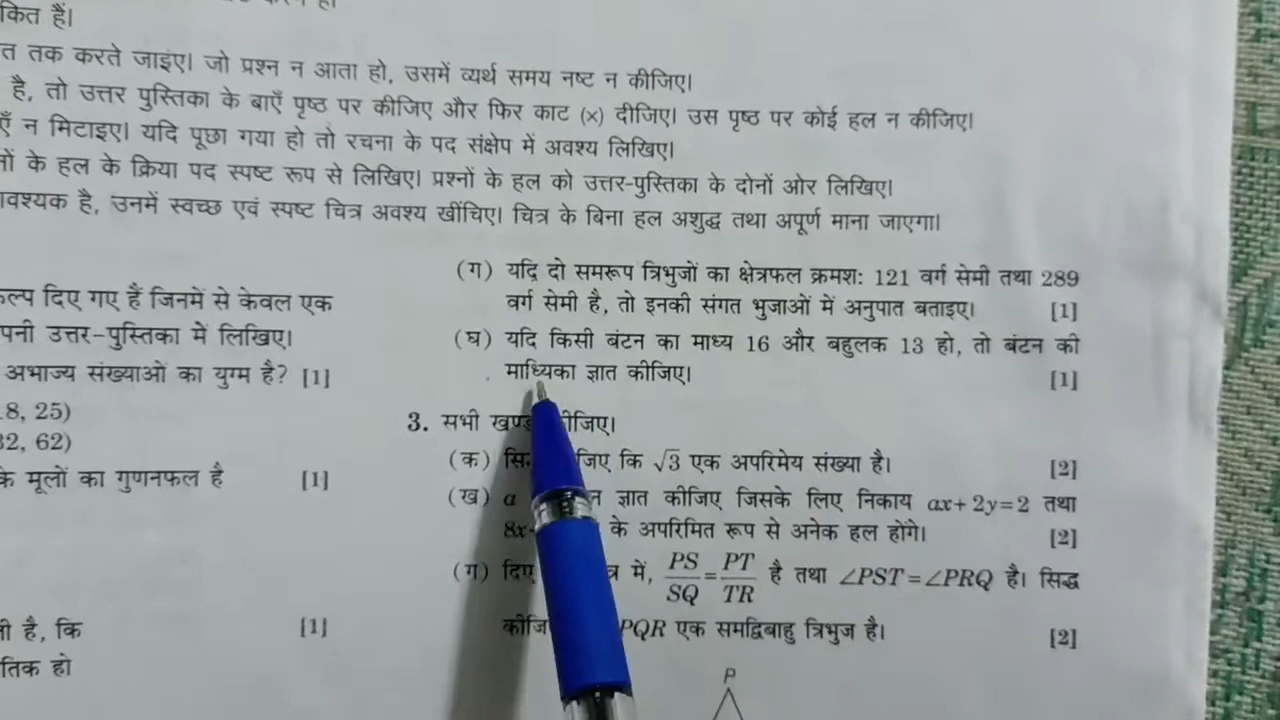 कित हैं।
त तक करते जाइए। जो प्रश्न न आता हो, उसमें व्यर्थ समय नष्ट न कीजिए।
है, तो उत्तर पुस्तिका के बाएँ पृष्ठ पर कीजिए और फिर काट (×) दीजिए। उस पृष्ठ पर कोई हल न कीजिए।
एँ न मिटाइए। यदि पूछा गया हो तो रचना के पद संक्षेप में अवश्य लिखिए।
नों के हल के क्रिया पद स्पष्ट रूप से लिखिए। प्रश्नों के हल को उत्तर-पुस्तिका के दोनों ओर लिखिए।
वश्यक है, उनमें स्वच्छ एवं स्पष्ट चित्र अवश्य खींचिए। चित्र के बिना हल अशुद्ध तथा अपूर्ण माना जाएगा।
कल्प दिए गए हैं जिनमें से केवल एक
पनी उत्तर-पुस्तिका में लिखिए।
अभाज्य संख्याओं का युग्म है? [1]
8, 25)
32, 62)
के मूलों का गुणनफल है [1]
ती है, कि [1]
तिक हो
(ग) यदि दो समरूप त्रिभुजों का क्षेत्रफल क्रमश: 121 वर्ग सेमी तथा 289
वर्ग सेमी है, तो इनकी संगत भुजाओं में अनुपात बताइए। [1]
(घ) यदि किसी बंटन का माध्य 16 और बहुलक 13 हो, तो बंटन की
माध्यिका ज्ञात कीजिए। [1]
3. सभी खण्ड कीजिए।
(क) जिए कि √3 एक अपरिमेय संख्या है। [2]
(ख) a ज्ञात कीजिए जिसके लिए निकाय ax+ 2y=2 तथा
8x के अपरिमित रूप से अनेक हल होंगे। [2]
(ग) दिए में, PS/SQ = PT/TR है तथा ∠PST=∠PRQ है। सिद्ध
PQR एक समद्विबाहु त्रिभुज है। [2]
P